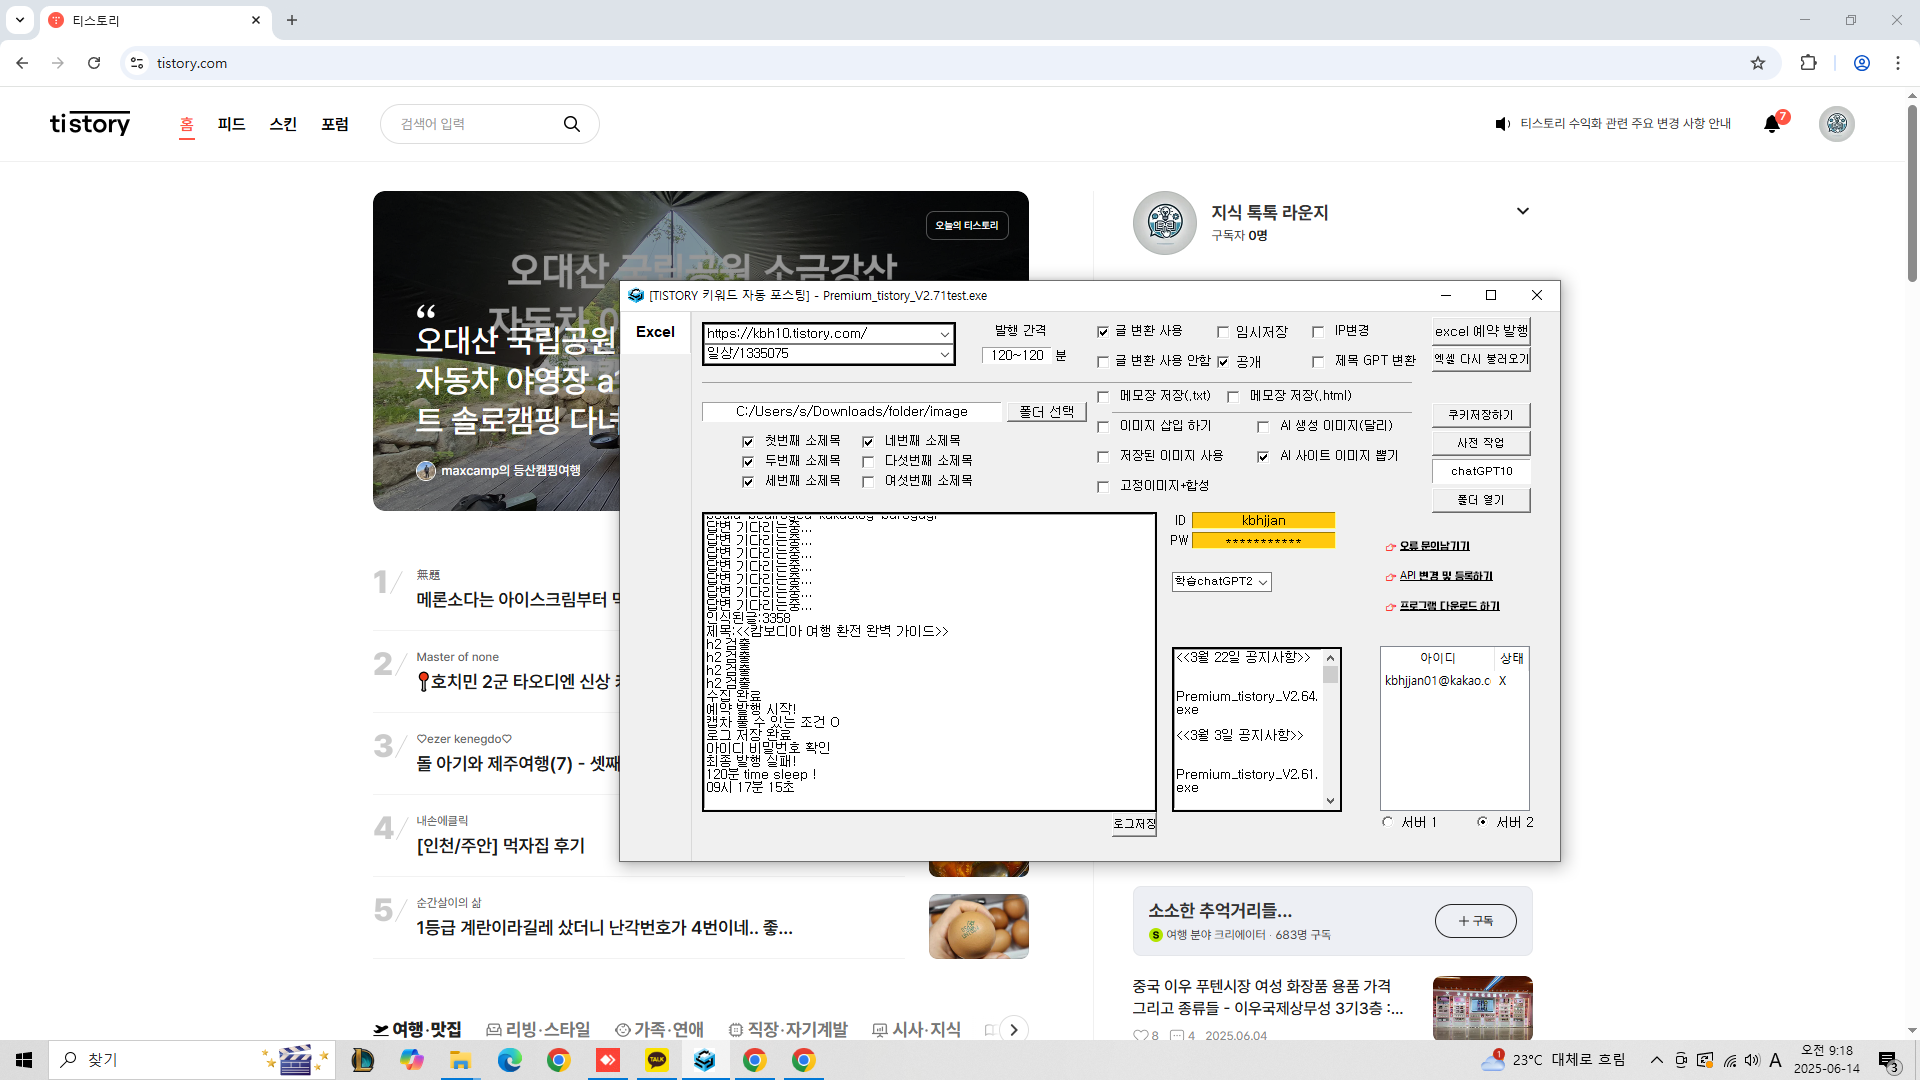 티스토리
tistory.com
tistory
홈 피드 스킨 포럼
검색어 입력
티스토리 수익화 관련 주요 변경 사항 안내
7
오늘의 티스토리
오대산 국립공원 소금강산
자동차 야
“
오대산 국립공원
자동차 야영장 a
트 솔로캠핑 다녀
maxcamp의 등산캠핑여행
지식 톡톡 라운지
구독자 0명
1/
無題
메론소다는 아이스크림부터 먹
2/
Master of none
호치민 2군 타오디엔 신상
3/
♡ezer kenegdo♡
돌 아기와 제주여행(7) - 셋째
4/
내손에클릭
[인천/주안] 먹자집 후기
5/
순간살이의 삶
1등급 계란이라길레 샀더니 난각번호가 4번이네.. 좋...
여행·맛집 리빙·스타일 가족·연애 직장·자기계발 시사·지식
[TISTORY 키워드 자동 포스팅] - Premium_tistory_V2.71test.exe
Excel
https://kbh10.tistory.com/
일상/1335075
발행 간격
120~120 분
글 변환 사용 임시저장 IP변경
글 변환 사용 안함 공개 제목 GPT 변환
excel 예약 발행
엑셀 다시 불러오기
메모장 저장(.txt) 메모장 저장(.html)
C:/Users/s/Downloads/folder/image 폴더 선택
이미지 삽입 하기 AI 생성 이미지(달리)
저장된 이미지 사용 AI 사이트 이미지 뽑기
고정이미지+합성
쿠키저장하기
사전 작업
chatGPT10
폴더 열기
첫번째 소제목 네번째 소제목
두번째 소제목 다섯번째 소제목
세번째 소제목 여섯번째 소제목
답변 기다리는중...
답변 기다리는중...
답변 기다리는중...
답변 기다리는중...
답변 기다리는중...
답변 기다리는중...
답변 기다리는중...
인식된글:3358
제목:<<캄보디아 여행 환전 완벽 가이드>>
h2 검출
h2 검출
h2 검출
h2 검출
수집 완료
예약 발행 시작!
캡차 풀 수 있는 조건 O
로그 저장 완료
아이디 비밀번호 확인
최종 발행 실패!
120분 time sleep !
09시 17분 15초
로그저장
ID kbhjjan
PW ***********
학습chatGPT2
오류 문의남기기
API 변경 및 등록하기
프로그램 다운로드 하기
<<3월 22일 공지사항>>
Premium_tistory_V2.64.
exe
<<3월 3일 공지사항>>
Premium_tistory_V2.61.
exe
아이디 상태
kbhjjan01@kakao.c X
서버 1 서버 2
소소한 추억거리들...
여행 분야 크리에이터 · 683명 구독
+ 구독
중국 이우 푸텐시장 여성 화장품 용품 가격
그리고 종류들 - 이우국제상무성 3기3층 :...
8 4 2025.06.04
찾기
TALK
1
23°C 대체로 흐림
A
오전 9:18
2025-06-14
3